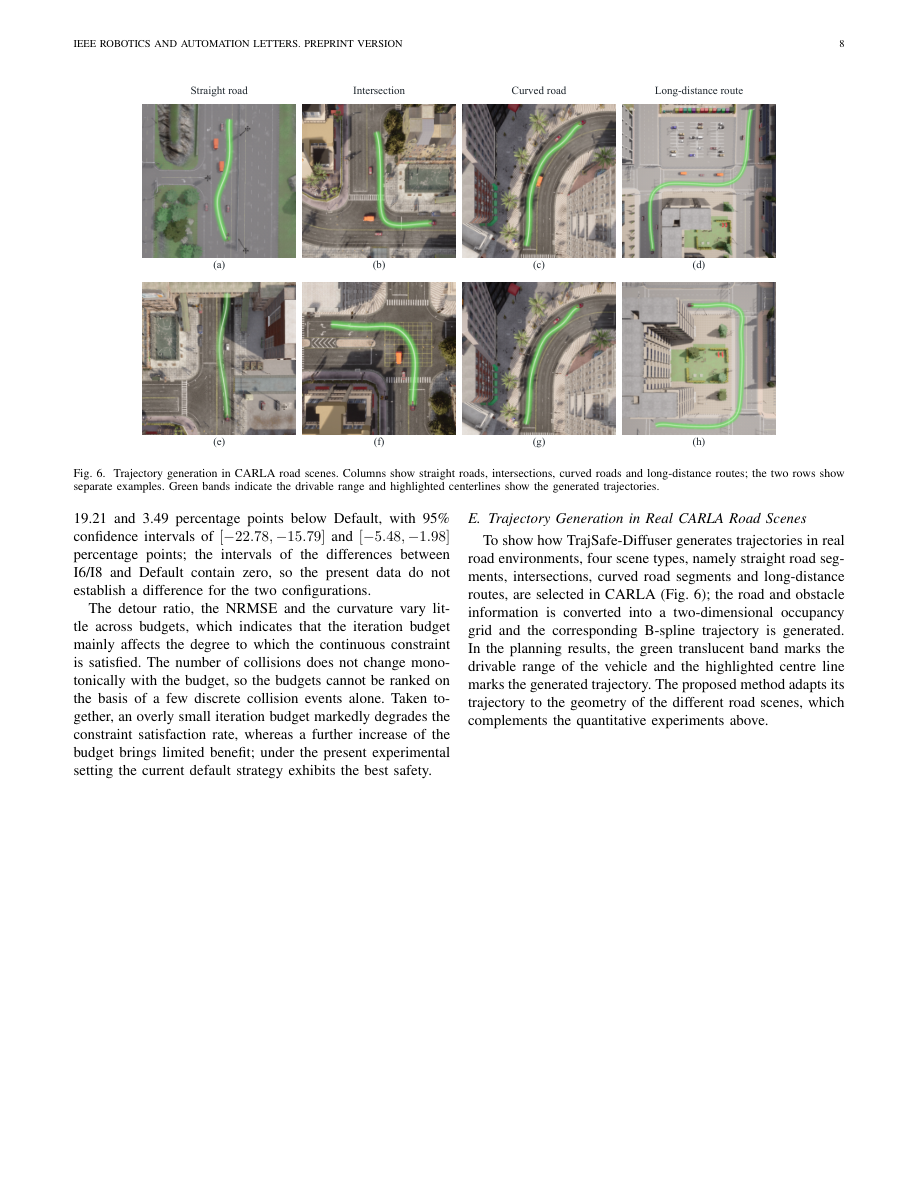 IEEE ROBOTICS AND AUTOMATION LETTERS. PREPRINT VERSION 8
Straight road Intersection Curved road Long-distance route
(a) (b) (c) (d)
(e) (f) (g) (h)
Fig. 6. Trajectory generation in CARLA road scenes. Columns show straight roads, intersections, curved roads and long-distance routes; the two rows show
separate examples. Green bands indicate the drivable range and highlighted centerlines show the generated trajectories.
19.21 and 3.49 percentage points below Default, with 95%
confidence intervals of [−22.78, −15.79] and [−5.48, −1.98]
percentage points; the intervals of the differences between
I6/I8 and Default contain zero, so the present data do not
establish a difference for the two configurations.
The detour ratio, the NRMSE and the curvature vary lit-
tle across budgets, which indicates that the iteration budget
mainly affects the degree to which the continuous constraint
is satisfied. The number of collisions does not change mono-
tonically with the budget, so the budgets cannot be ranked on
the basis of a few discrete collision events alone. Taken to-
gether, an overly small iteration budget markedly degrades the
constraint satisfaction rate, whereas a further increase of the
budget brings limited benefit; under the present experimental
setting the current default strategy exhibits the best safety.
E. Trajectory Generation in Real CARLA Road Scenes
To show how TrajSafe-Diffuser generates trajectories in real
road environments, four scene types, namely straight road seg-
ments, intersections, curved road segments and long-distance
routes, are selected in CARLA (Fig. 6); the road and obstacle
information is converted into a two-dimensional occupancy
grid and the corresponding B-spline trajectory is generated.
In the planning results, the green translucent band marks the
drivable range of the vehicle and the highlighted centre line
marks the generated trajectory. The proposed method adapts its
trajectory to the geometry of the different road scenes, which
complements the quantitative experiments above.